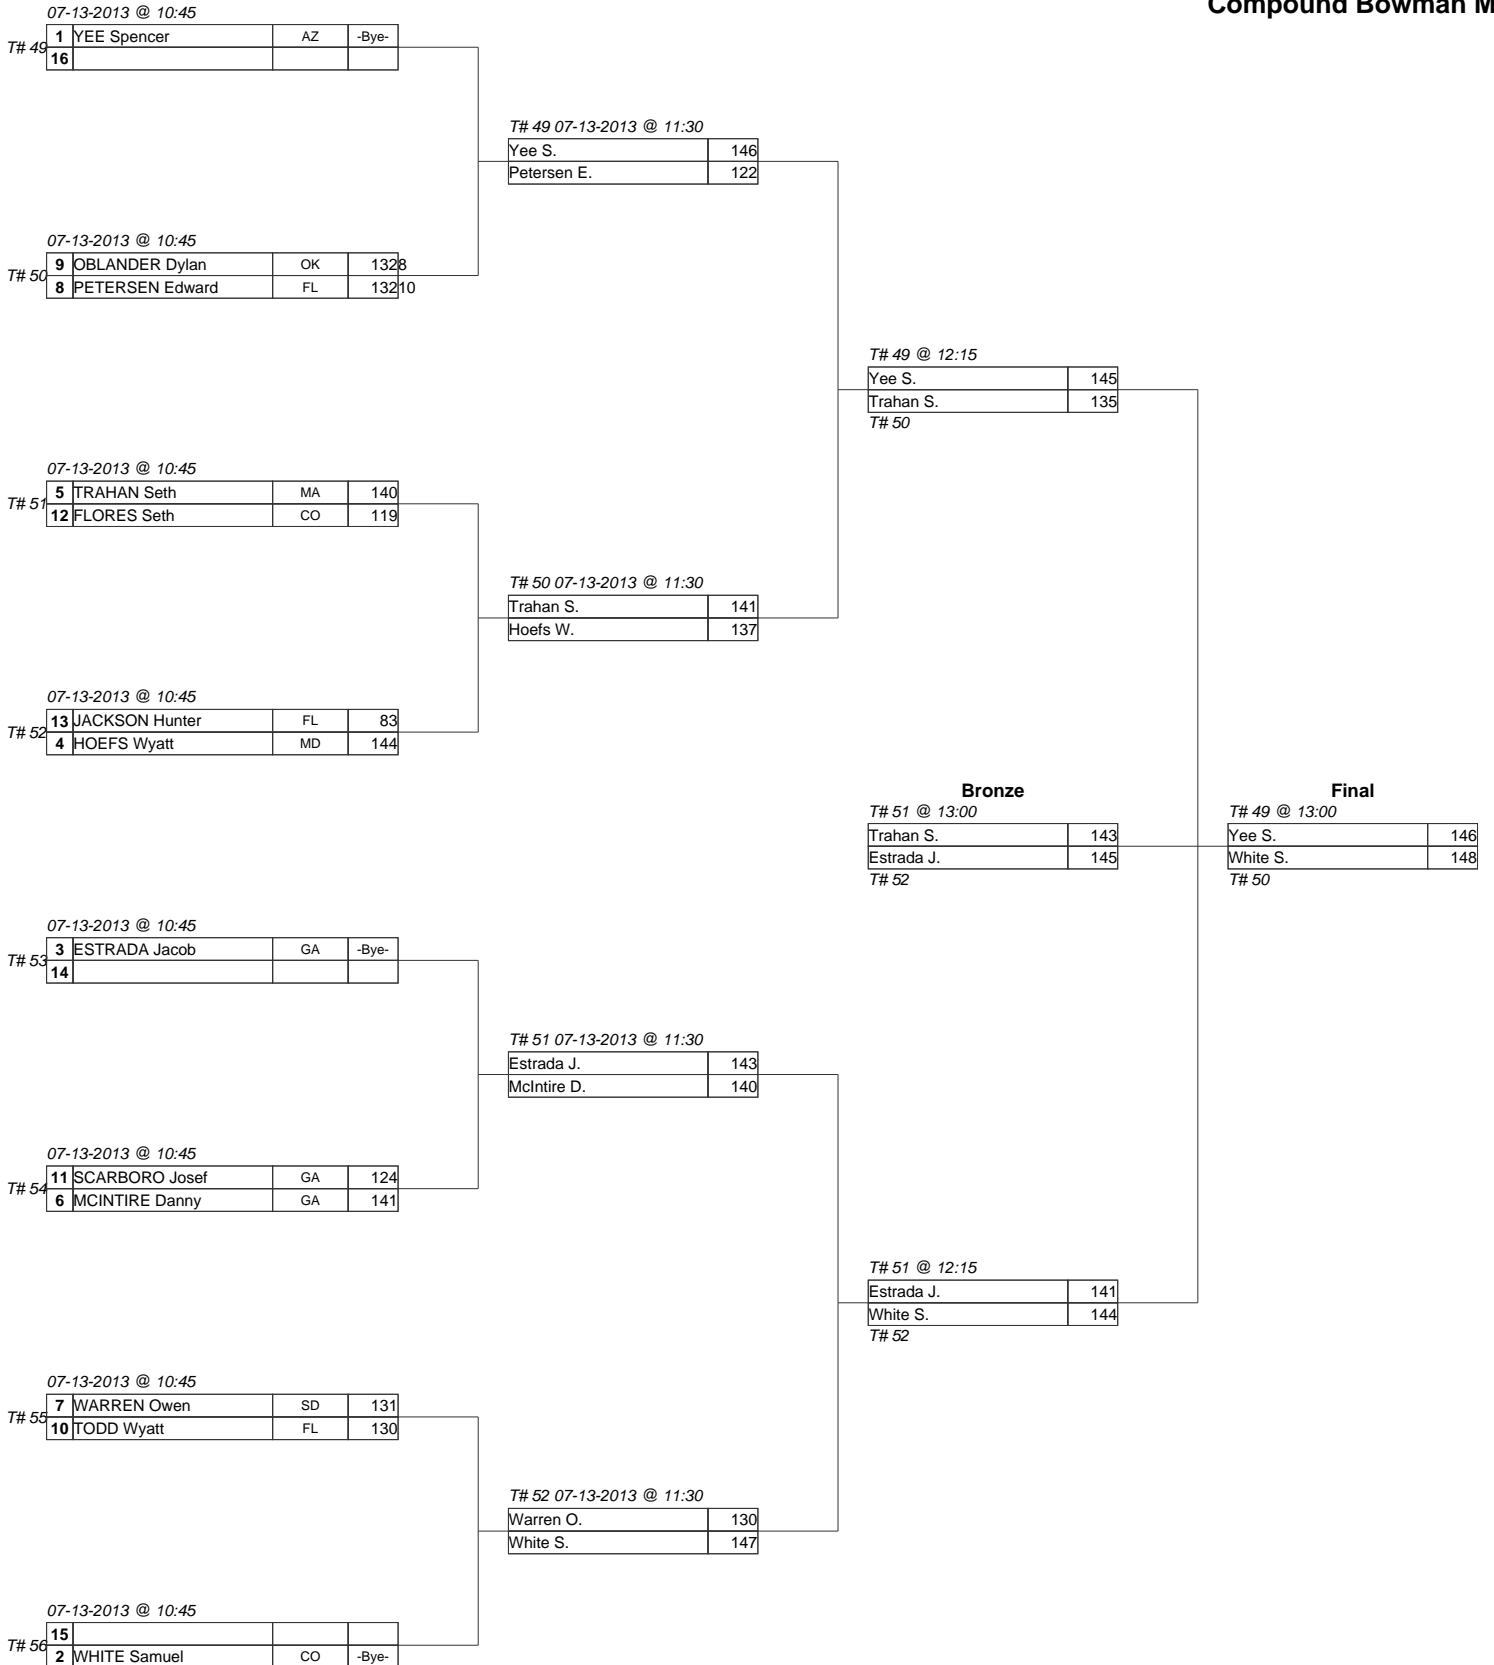 Compound Bowman M
07-13-2013 @ 10:45
T# 49
1 YEE Spencer AZ -Bye-
16
T# 49 07-13-2013 @ 11:30
Yee S. 146
Petersen E. 122
07-13-2013 @ 10:45
T# 50
9 OBLANDER Dylan OK 132 8
8 PETERSEN Edward FL 132 10
T# 49 @ 12:15
Yee S. 145
Trahan S. 135
T# 50
07-13-2013 @ 10:45
T# 51
5 TRAHAN Seth MA 140
12 FLORES Seth CO 119
T# 50 07-13-2013 @ 11:30
Trahan S. 141
Hoefs W. 137
07-13-2013 @ 10:45
T# 52
13 JACKSON Hunter FL 83
4 HOEFS Wyatt MD 144
Bronze
T# 51 @ 13:00
Trahan S. 143
Estrada J. 145
T# 52
Final
T# 49 @ 13:00
Yee S. 146
White S. 148
T# 50
07-13-2013 @ 10:45
T# 53
3 ESTRADA Jacob GA -Bye-
14
T# 51 07-13-2013 @ 11:30
Estrada J. 143
McIntire D. 140
07-13-2013 @ 10:45
T# 54
11 SCARBORO Josef GA 124
6 MCINTIRE Danny GA 141
T# 51 @ 12:15
Estrada J. 141
White S. 144
T# 52
07-13-2013 @ 10:45
T# 55
7 WARREN Owen SD 131
10 TODD Wyatt FL 130
T# 52 07-13-2013 @ 11:30
Warren O. 130
White S. 147
07-13-2013 @ 10:45
T# 56
15
2 WHITE Samuel CO -Bye-